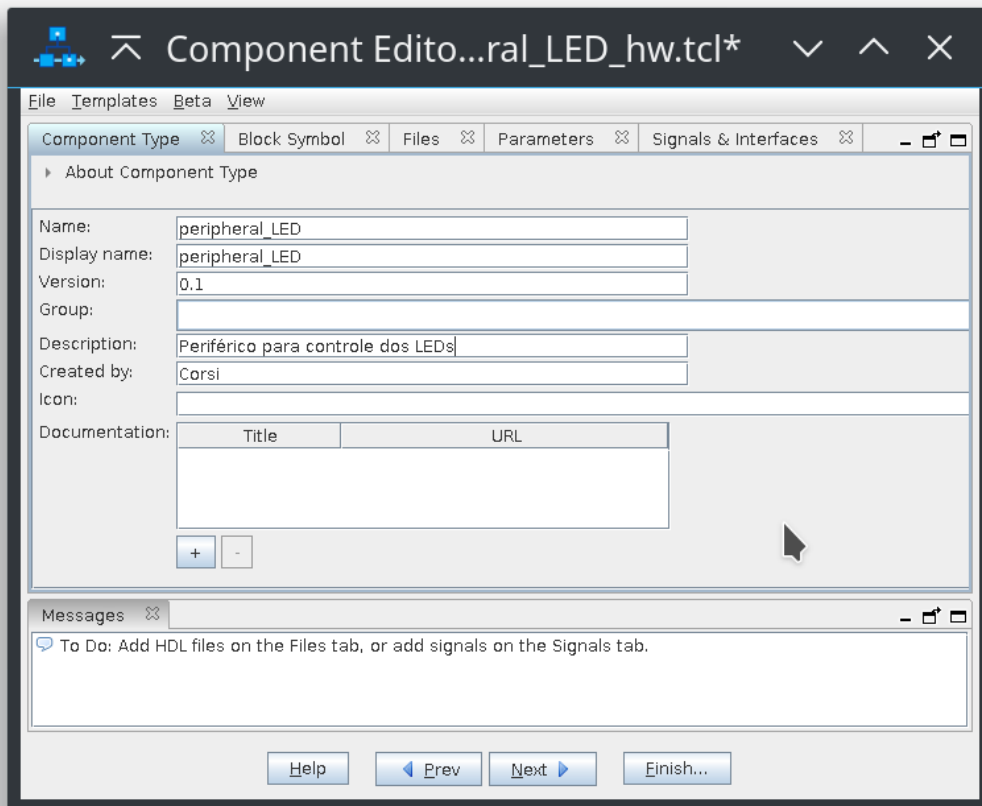 Component Edito...ral_LED_hw.tcl*
File Templates Beta View
Component Type Block Symbol Files Parameters Signals & Interfaces
About Component Type
Name: peripheral_LED
Display name: peripheral_LED
Version: 0.1
Group:
Description: Periférico para controle dos LEDs
Created by: Corsi
Icon:
Documentation: Title URL
+ -
Messages
To Do: Add HDL files on the Files tab, or add signals on the Signals tab.
Help Prev Next Finish...